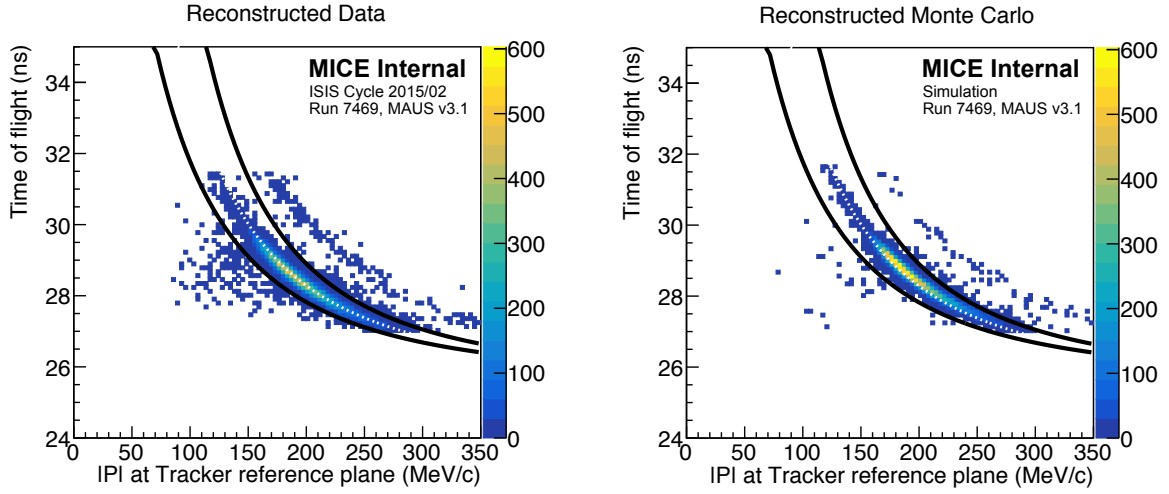 Reconstructed Data
Time of flight (ns)
34
32
30
28
26
24
MICE Internal
ISIS Cycle 2015/02
Run 7469, MAUS v3.1
600
500
400
300
200
100
0
0 50 100 150 200 250 300 350
|P| at Tracker reference plane (MeV/c)
Reconstructed Monte Carlo
Time of flight (ns)
34
32
30
28
26
24
MICE Internal
Simulation
Run 7469, MAUS v3.1
600
500
400
300
200
100
0
0 50 100 150 200 250 300 350
|P| at Tracker reference plane (MeV/c)